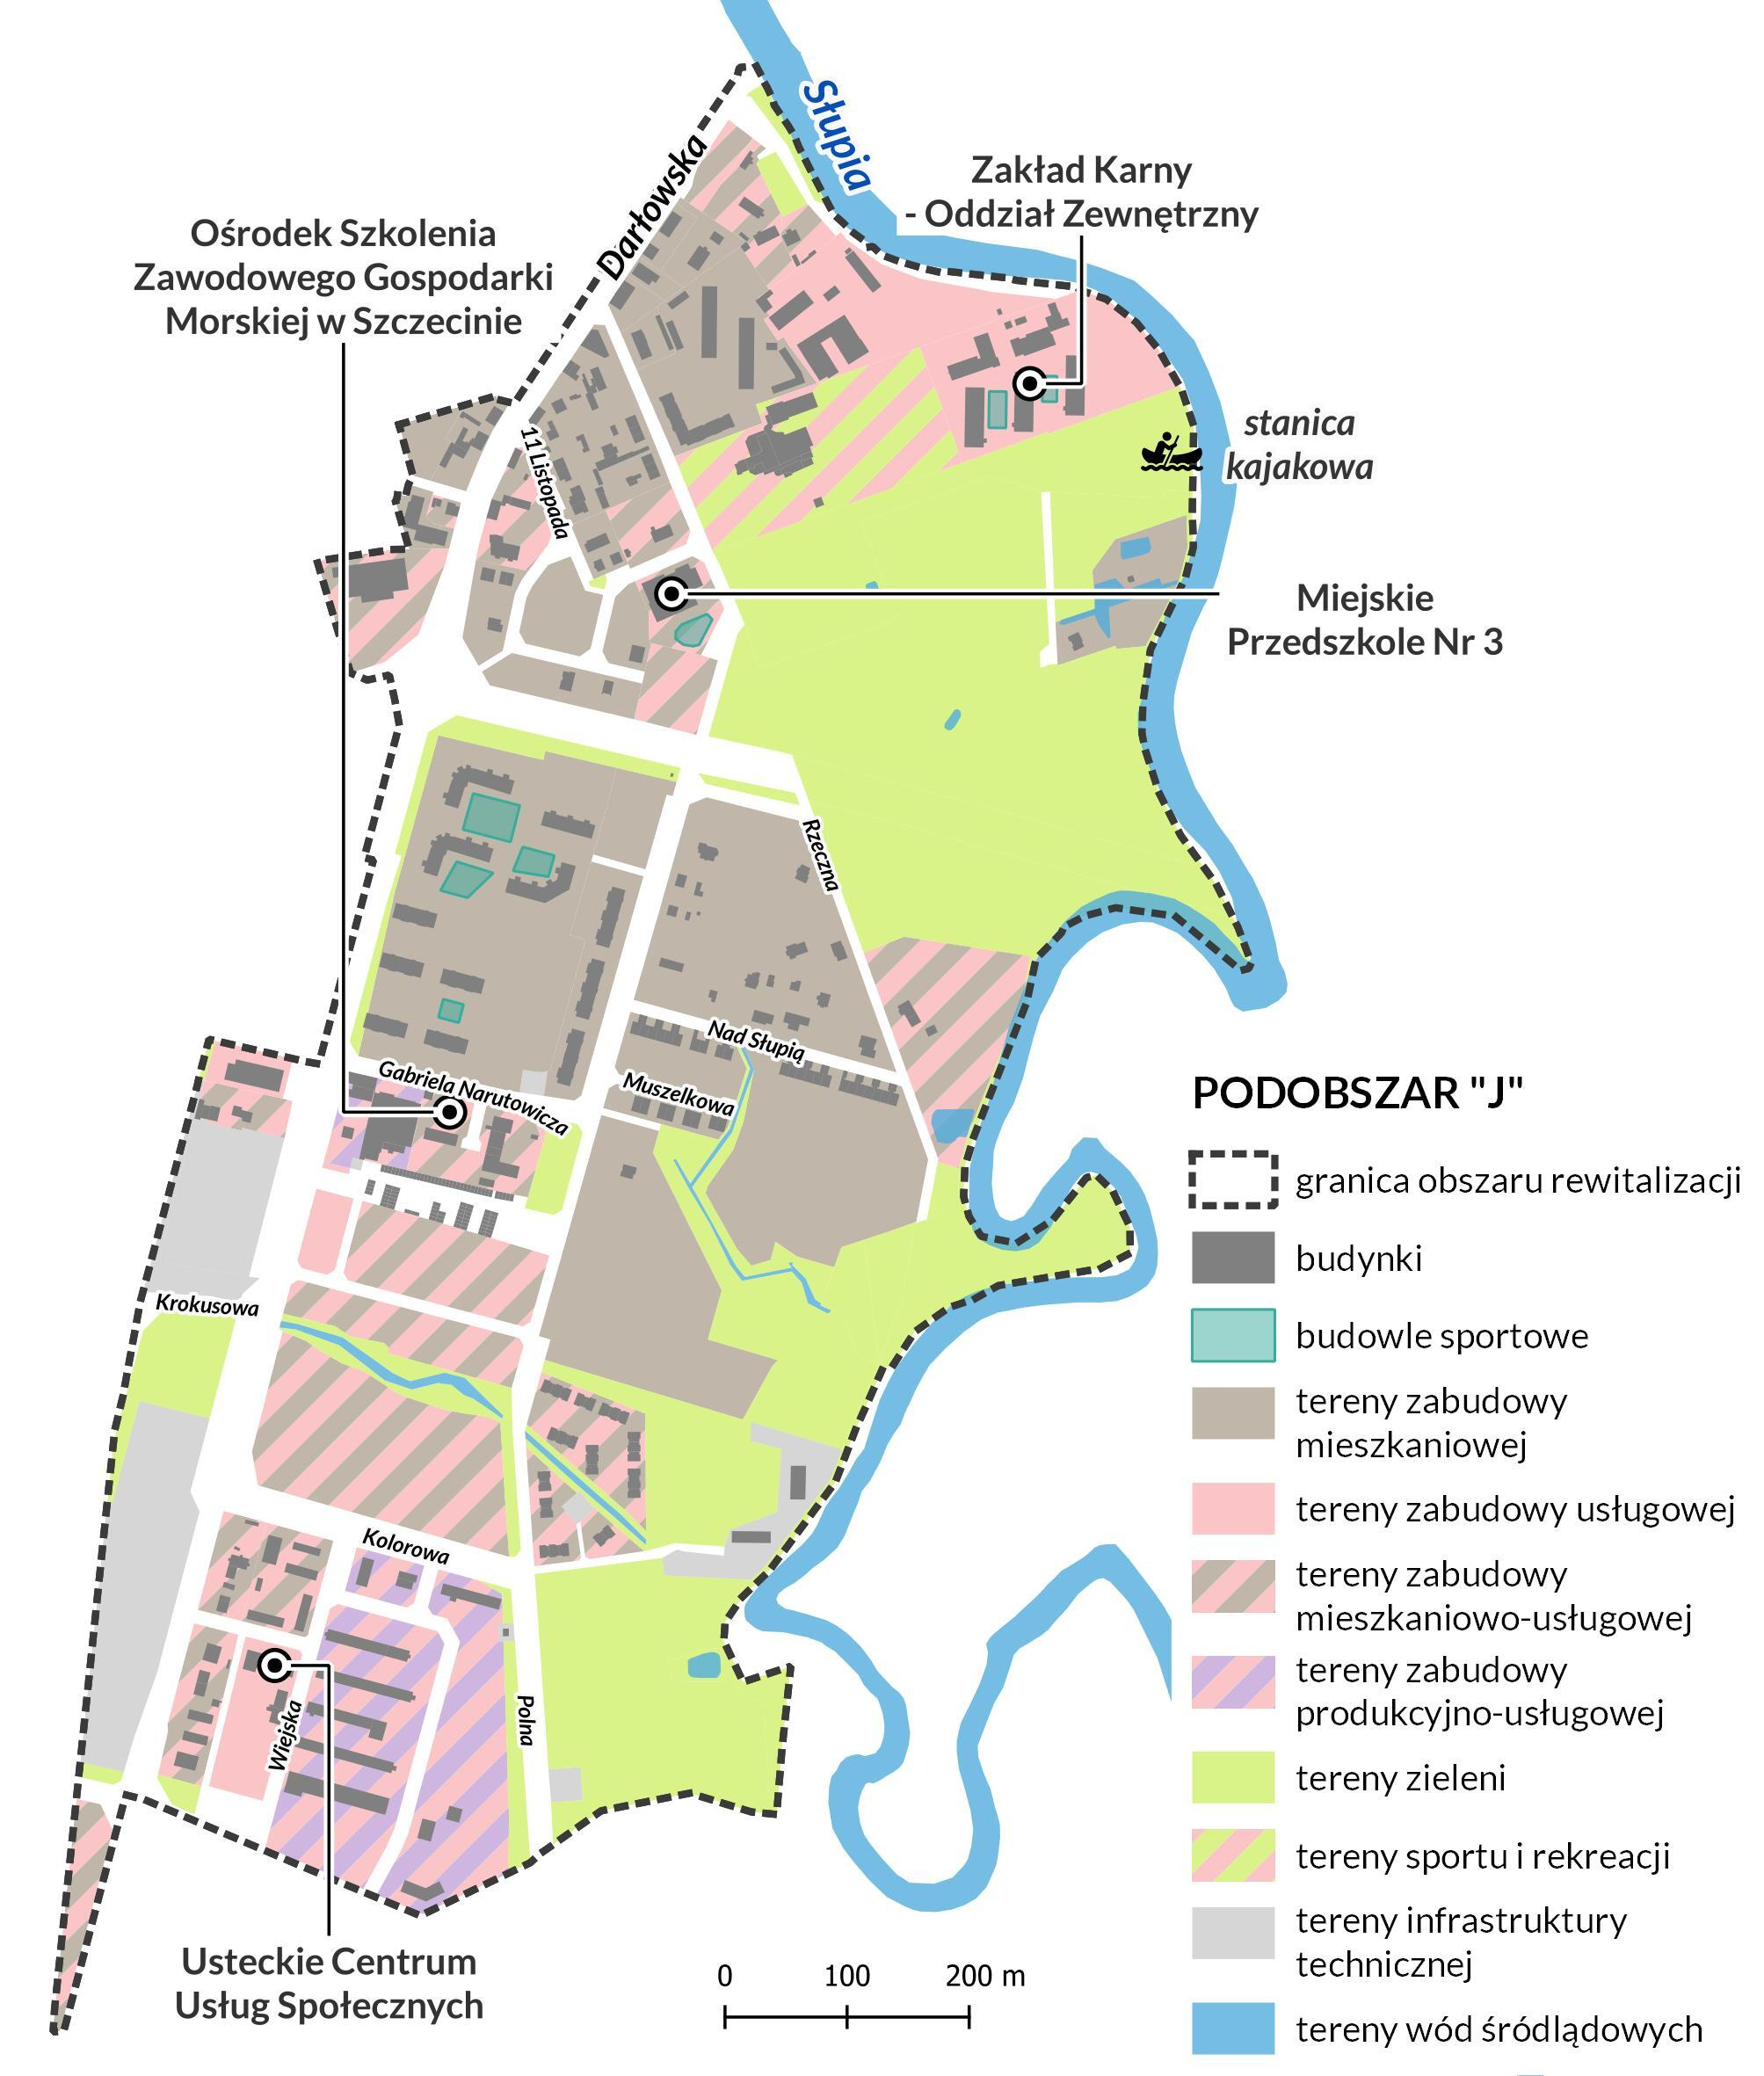 Słupia
Zakład Karny
- Oddział Zewnętrzny
Darłowska
Ośrodek Szkolenia
Zawodowego Gospodarki
Morskiej w Szczecinie
stanica
kajakowa
11 Listopada
Miejskie
Przedszkole Nr 3
Rzeczna
Nad Słupią
Gabriela Narutowicza
Muszelkowa
Krokusowa
Kolorowa
Polna
Wiejska
Usteckie Centrum
Usług Społecznych
0 100 200 m
PODOBSZAR "J"
granica obszaru rewitalizacji
budynki
budowle sportowe
tereny zabudowy
mieszkaniowej
tereny zabudowy usługowej
tereny zabudowy
mieszkaniowo-usługowej
tereny zabudowy
produkcyjno-usługowej
tereny zieleni
tereny sportu i rekreacji
tereny infrastruktury
technicznej
tereny wód śródlądowych